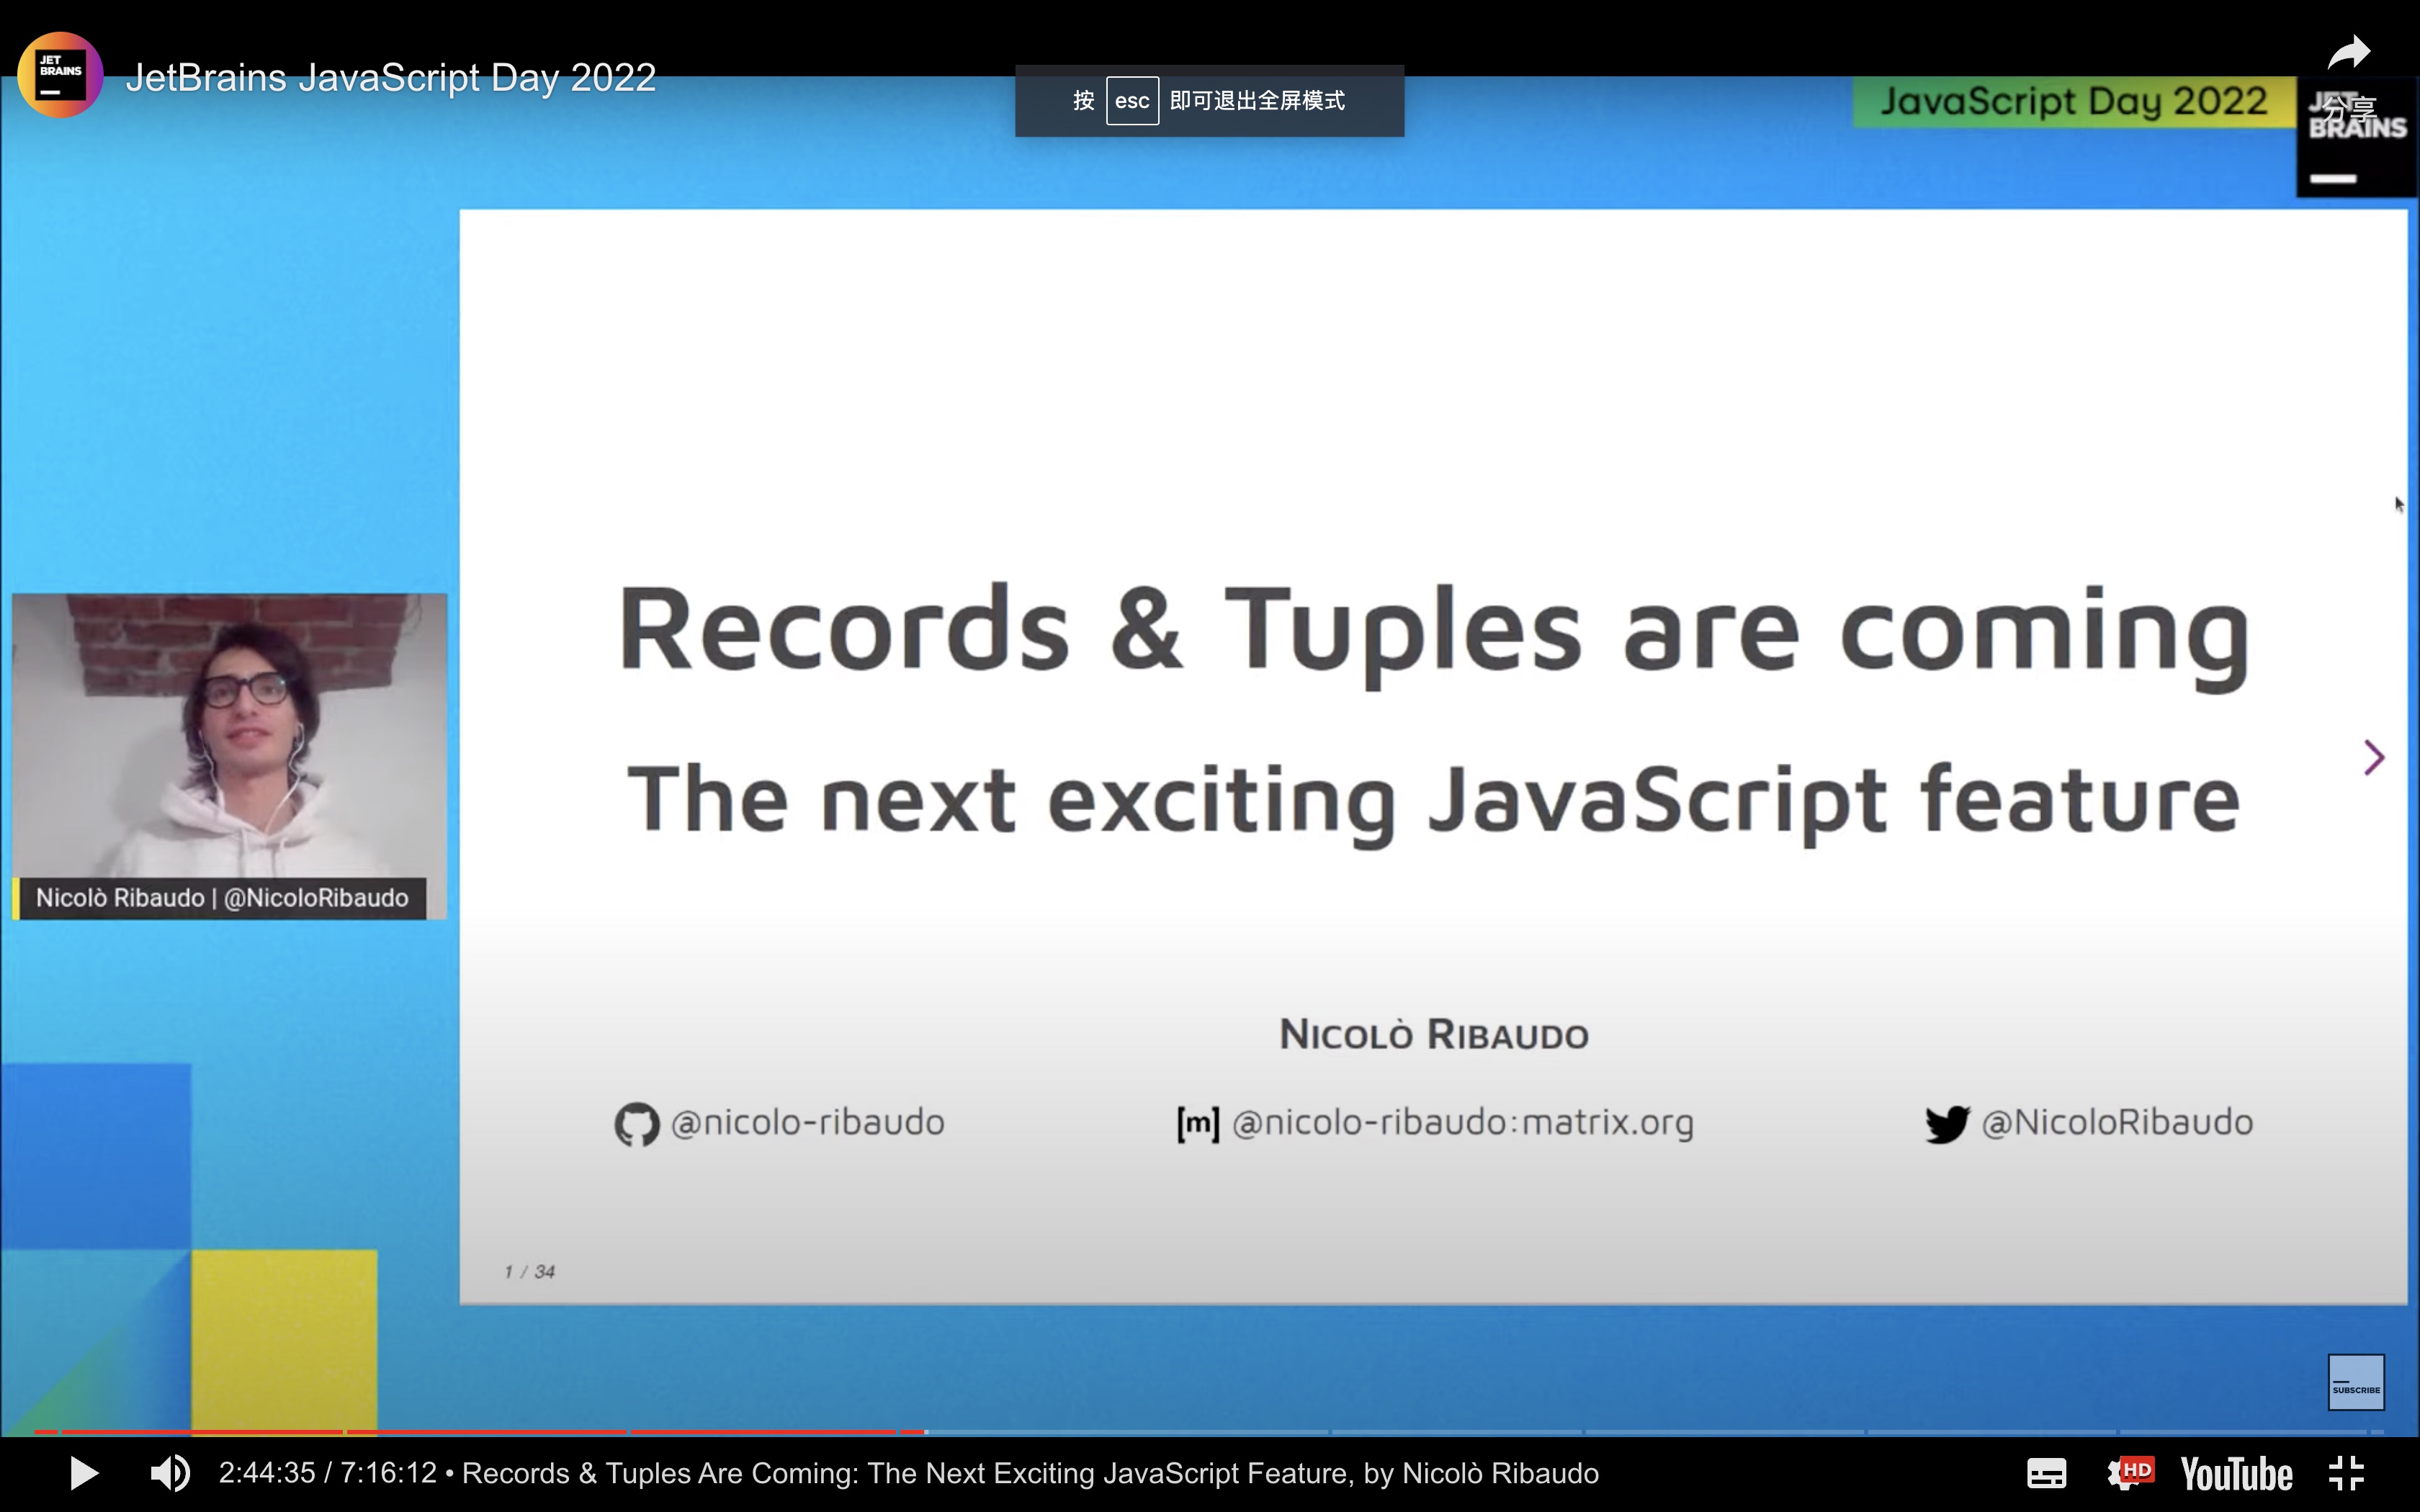 JET
BRAINS
JetBrains JavaScript Day 2022
按 esc 即可退出全屏模式
JavaScript Day 2022
JET
BRAINS
分享
Records & Tuples are coming
The next exciting JavaScript feature
Nicolò Ribaudo | @NicoloRibaudo
NICOLÒ RIBAUDO
@nicolo-ribaudo
[m] @nicolo-ribaudo:matrix.org
@NicoloRibaudo
1 / 34
SUBSCRIBE
2:44:35 / 7:16:12 • Records & Tuples Are Coming: The Next Exciting JavaScript Feature, by Nicolò Ribaudo
HD
YouTube